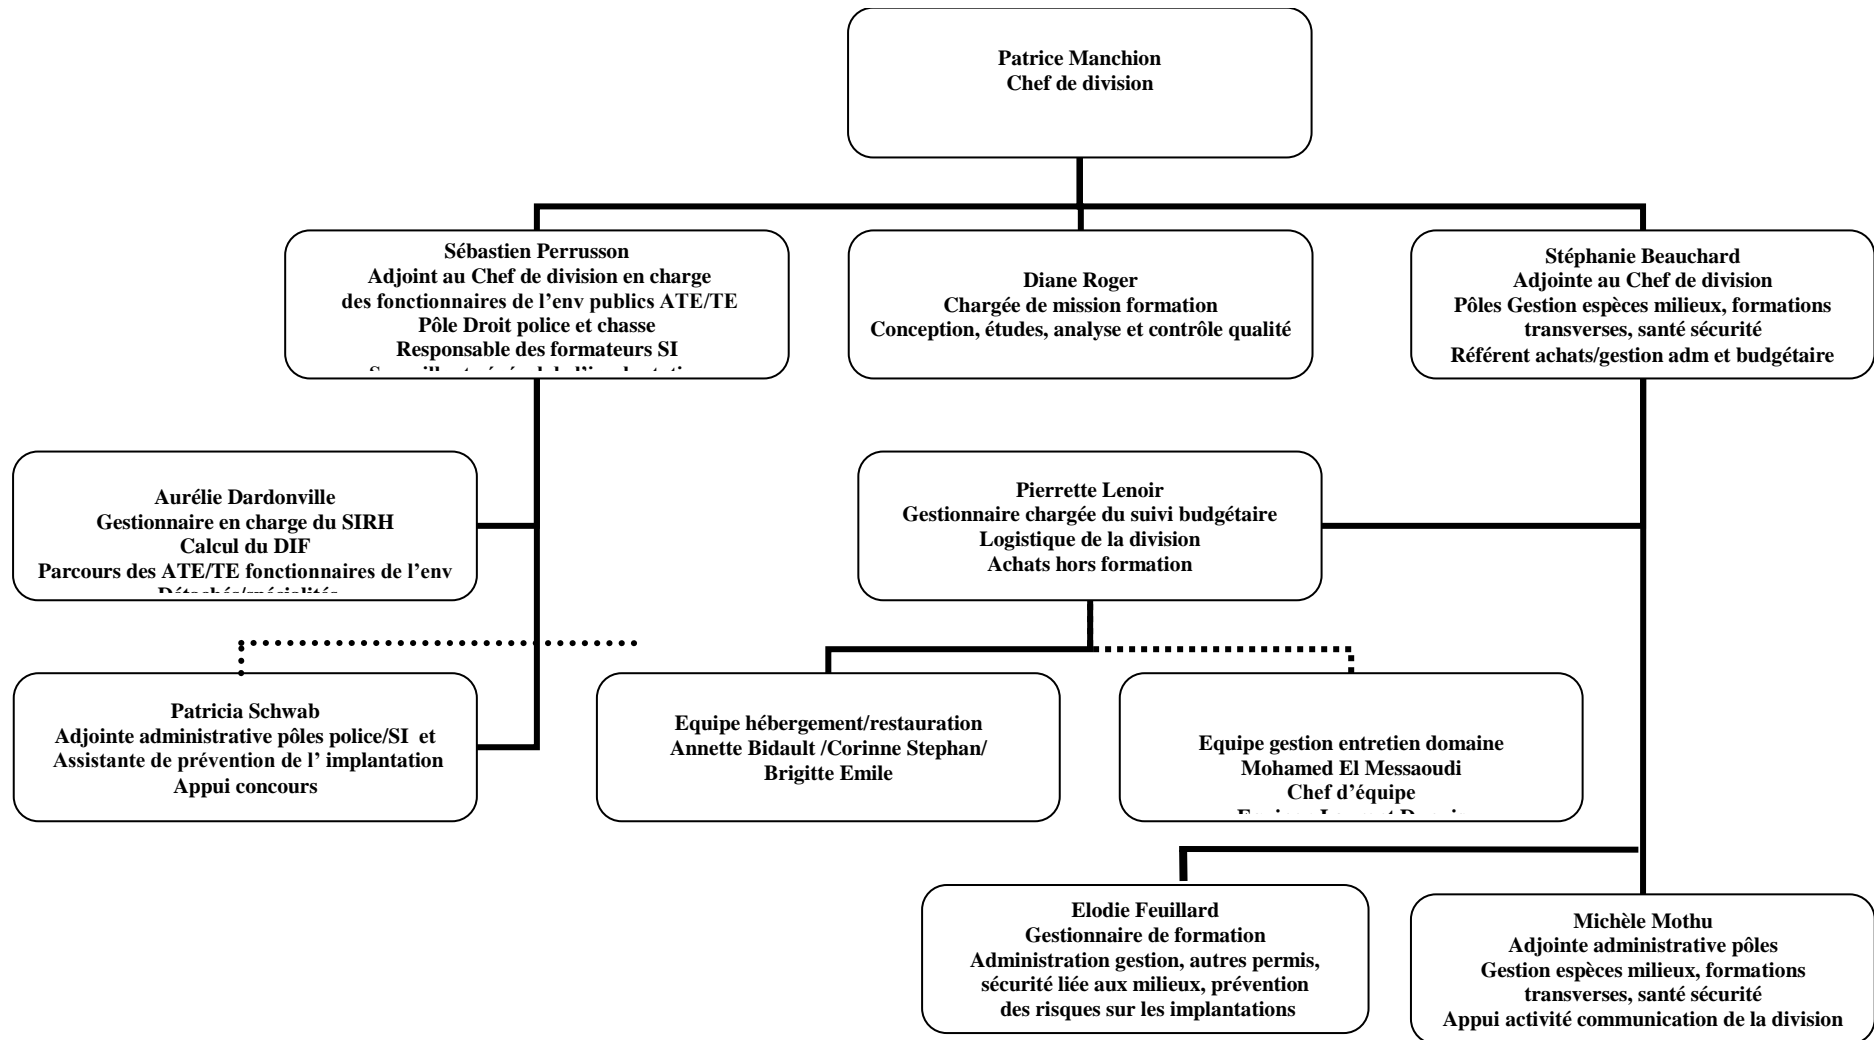 Patrice Manchion
Chef de division
Sébastien Perrusson
Adjoint au Chef de division en charge
des fonctionnaires de l’env publics ATE/TE
Pôle Droit police et chasse
Responsable des formateurs SI
Diane Roger
Chargée de mission formation
Conception, études, analyse et contrôle qualité
Stéphanie Beauchard
Adjointe au Chef de division
Pôles Gestion espèces milieux, formations
transverses, santé sécurité
Référent achats/gestion adm et budgétaire
Aurélie Dardonville
Gestionnaire en charge du SIRH
Calcul du DIF
Parcours des ATE/TE fonctionnaires de l’env
Pierrette Lenoir
Gestionnaire chargée du suivi budgétaire
Logistique de la division
Achats hors formation
Patricia Schwab
Adjointe administrative pôles police/SI et
Assistante de prévention de l’ implantation
Appui concours
Equipe hébergement/restauration
Annette Bidault /Corinne Stephan/
Brigitte Emile
Equipe gestion entretien domaine
Mohamed El Messaoudi
Chef d’équipe
Elodie Feuillard
Gestionnaire de formation
Administration gestion, autres permis,
sécurité liée aux milieux, prévention
des risques sur les implantations
Michèle Mothu
Adjointe administrative pôles
Gestion espèces milieux, formations
transverses, santé sécurité
Appui activité communication de la division